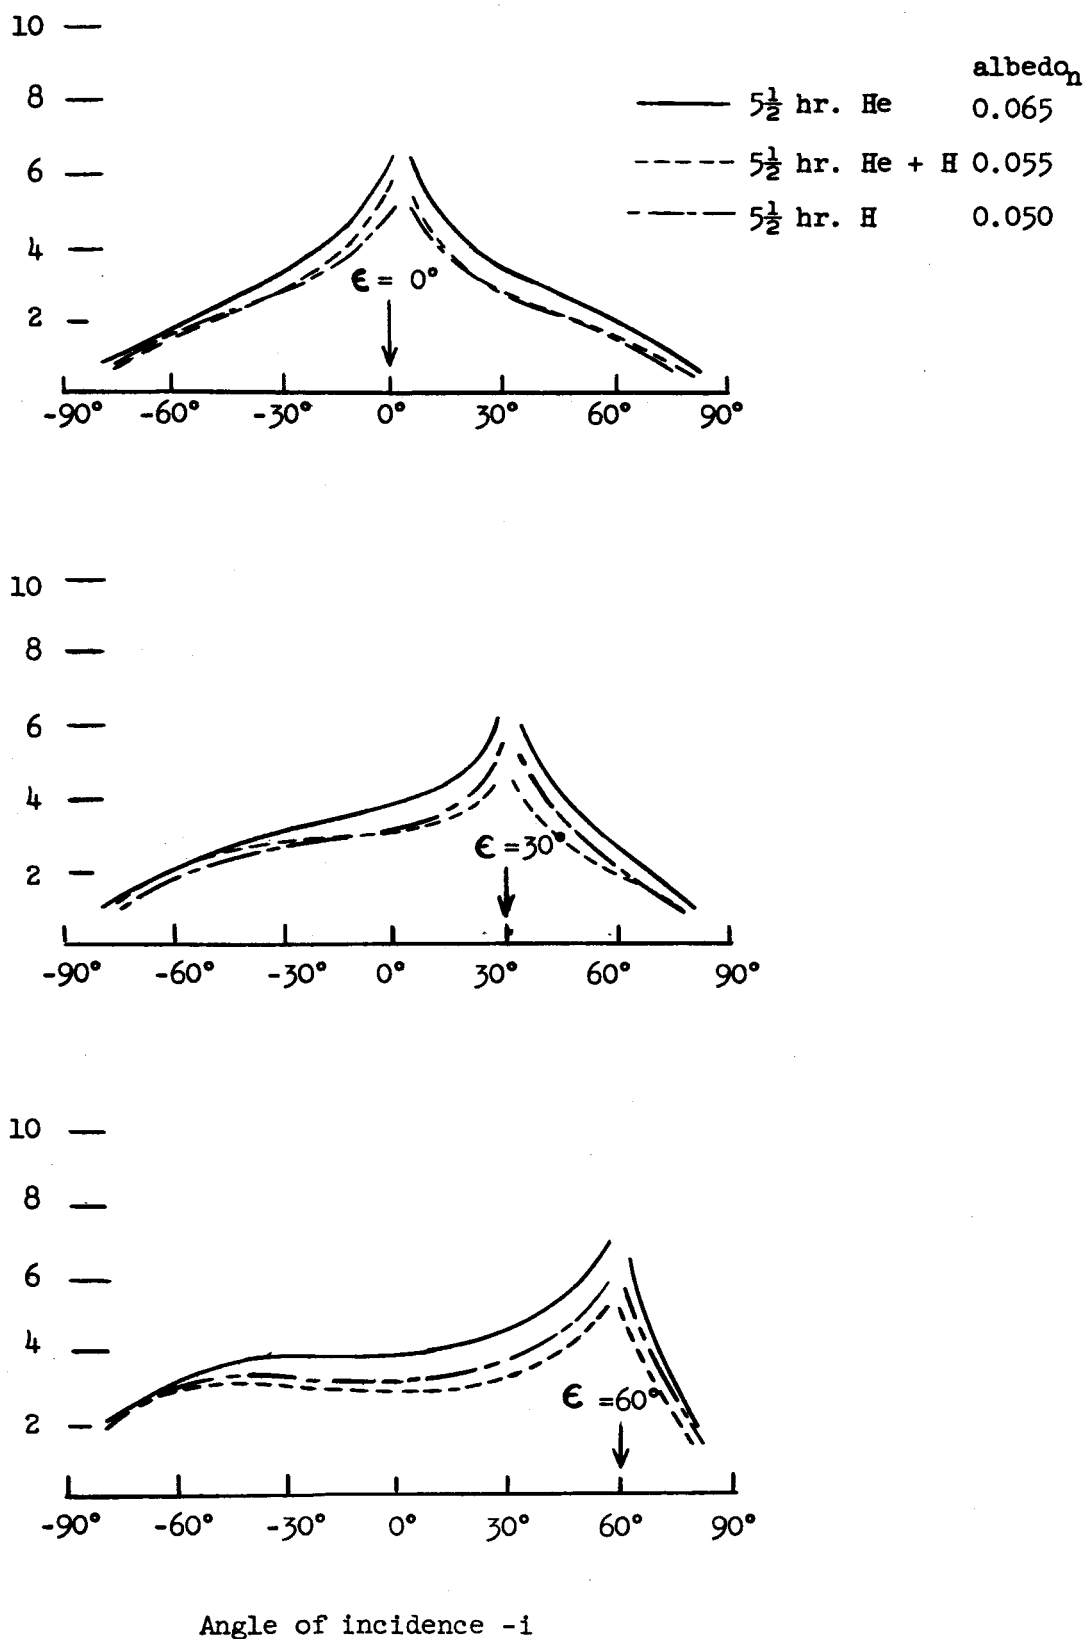 albedo_n
5½ hr. He 0.065
5½ hr. He + H 0.055
5½ hr. H 0.050
10
8
6
4
2
ϵ = 0°
-90° -60° -30° 0° 30° 60° 90°
10
8
6
4
2
ϵ = 30°
-90° -60° -30° 0° 30° 60° 90°
10
8
6
4
2
ϵ = 60°
-90° -60° -30° 0° 30° 60° 90°
Angle of incidence -i